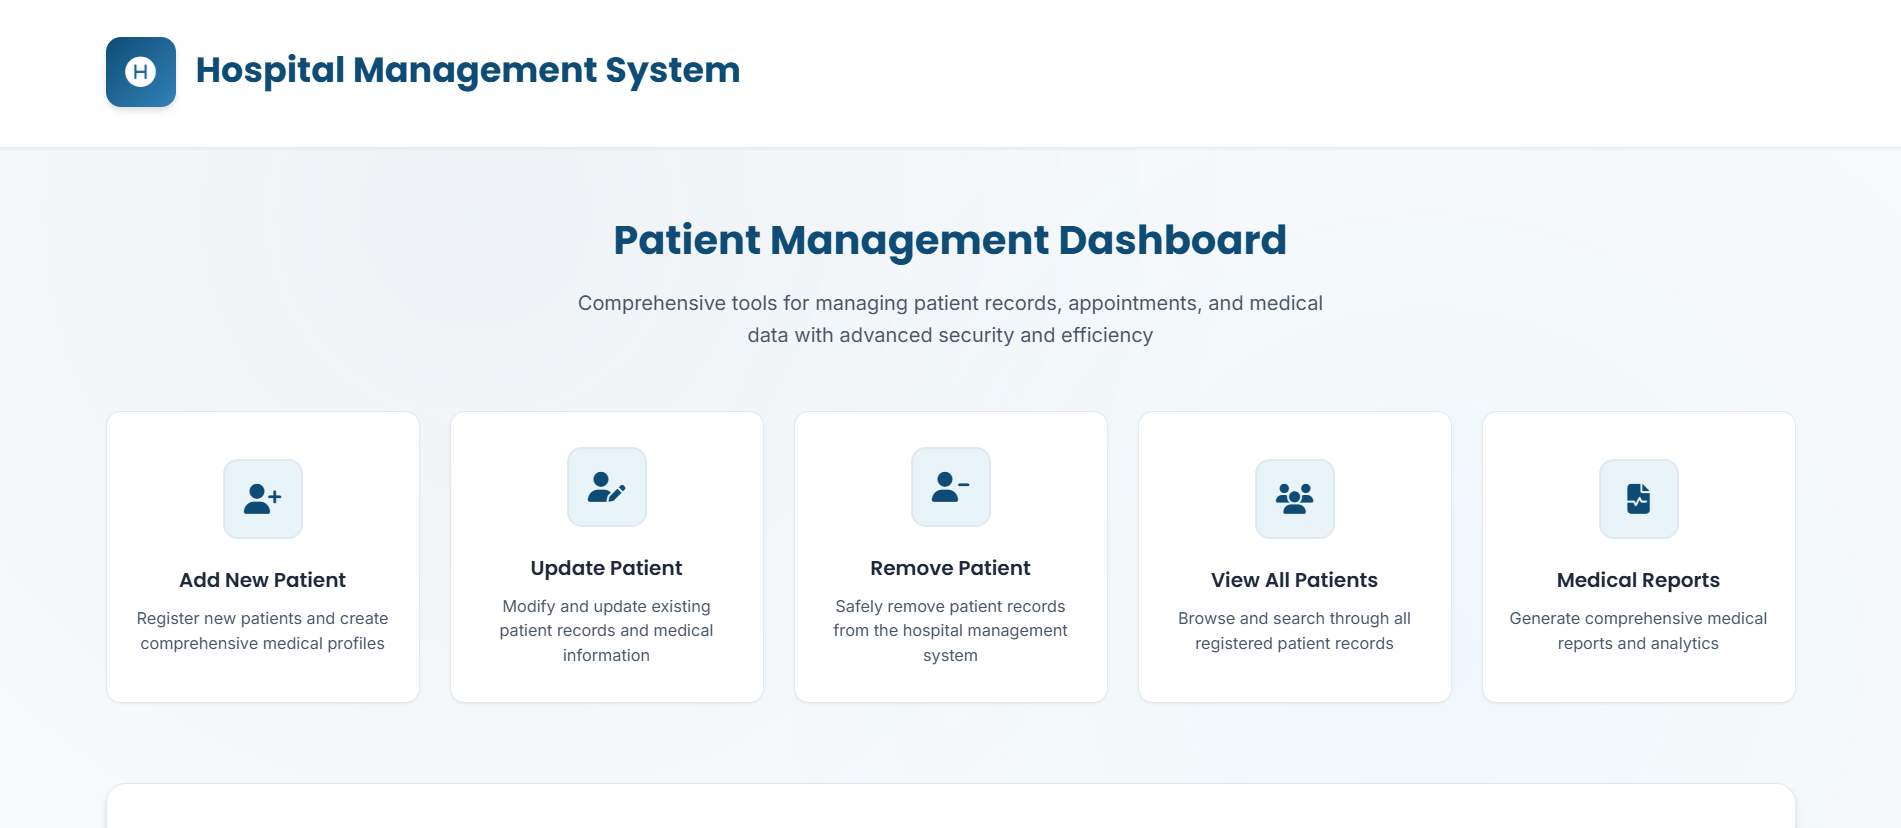 H
Hospital Management System
Patient Management Dashboard
Comprehensive tools for managing patient records, appointments, and medical
data with advanced security and efficiency
Add New Patient
Register new patients and create
comprehensive medical profiles
Update Patient
Modify and update existing
patient records and medical
information
Remove Patient
Safely remove patient records
from the hospital management
system
View All Patients
Browse and search through all
registered patient records
Medical Reports
Generate comprehensive medical
reports and analytics